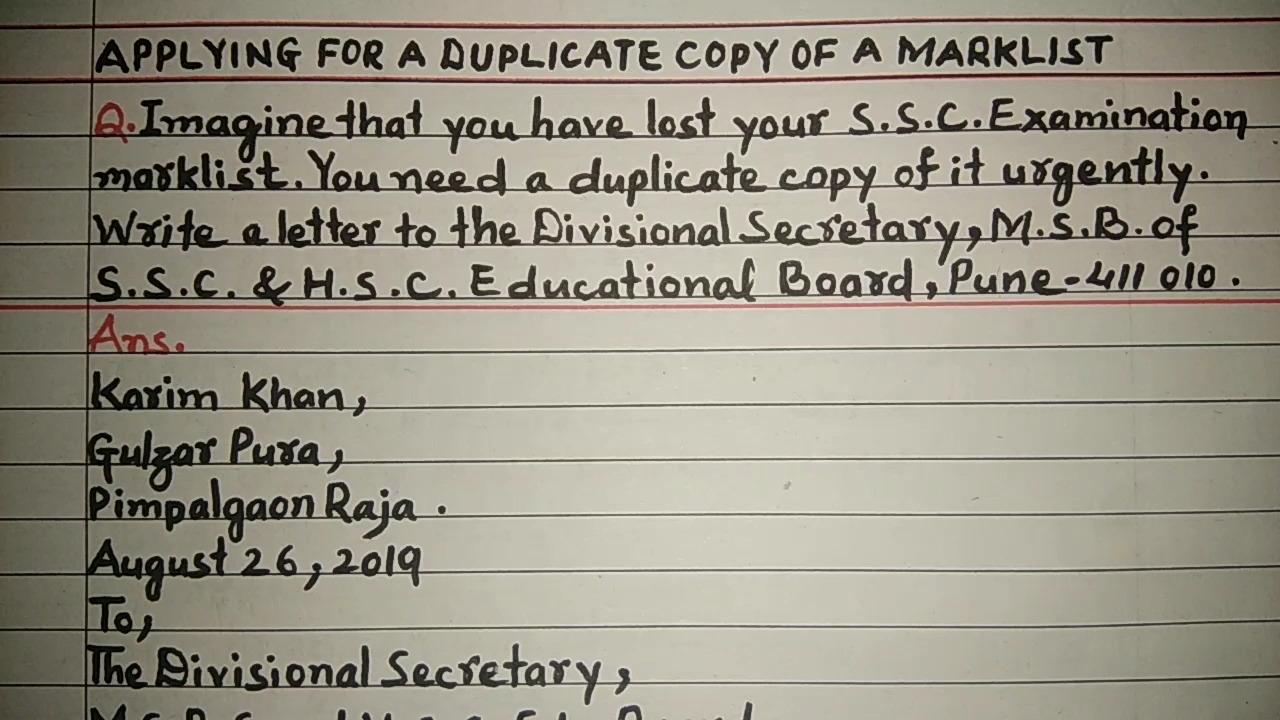 APPLYING FOR A DUPLICATE COPY OF A MARKLIST
Q. Imagine that you have lost your S.S.C. Examination
marklist. You need a duplicate copy of it urgently.
Write a letter to the Divisional Secretary, M.S.B. of
S.S.C. & H.S.C. Educational Board, Pune-411 010.
Ans.
Karim Khan,
Gulzar Pura,
Pimpalgaon Raja.
August 26, 2019
To,
The Divisional Secretary,